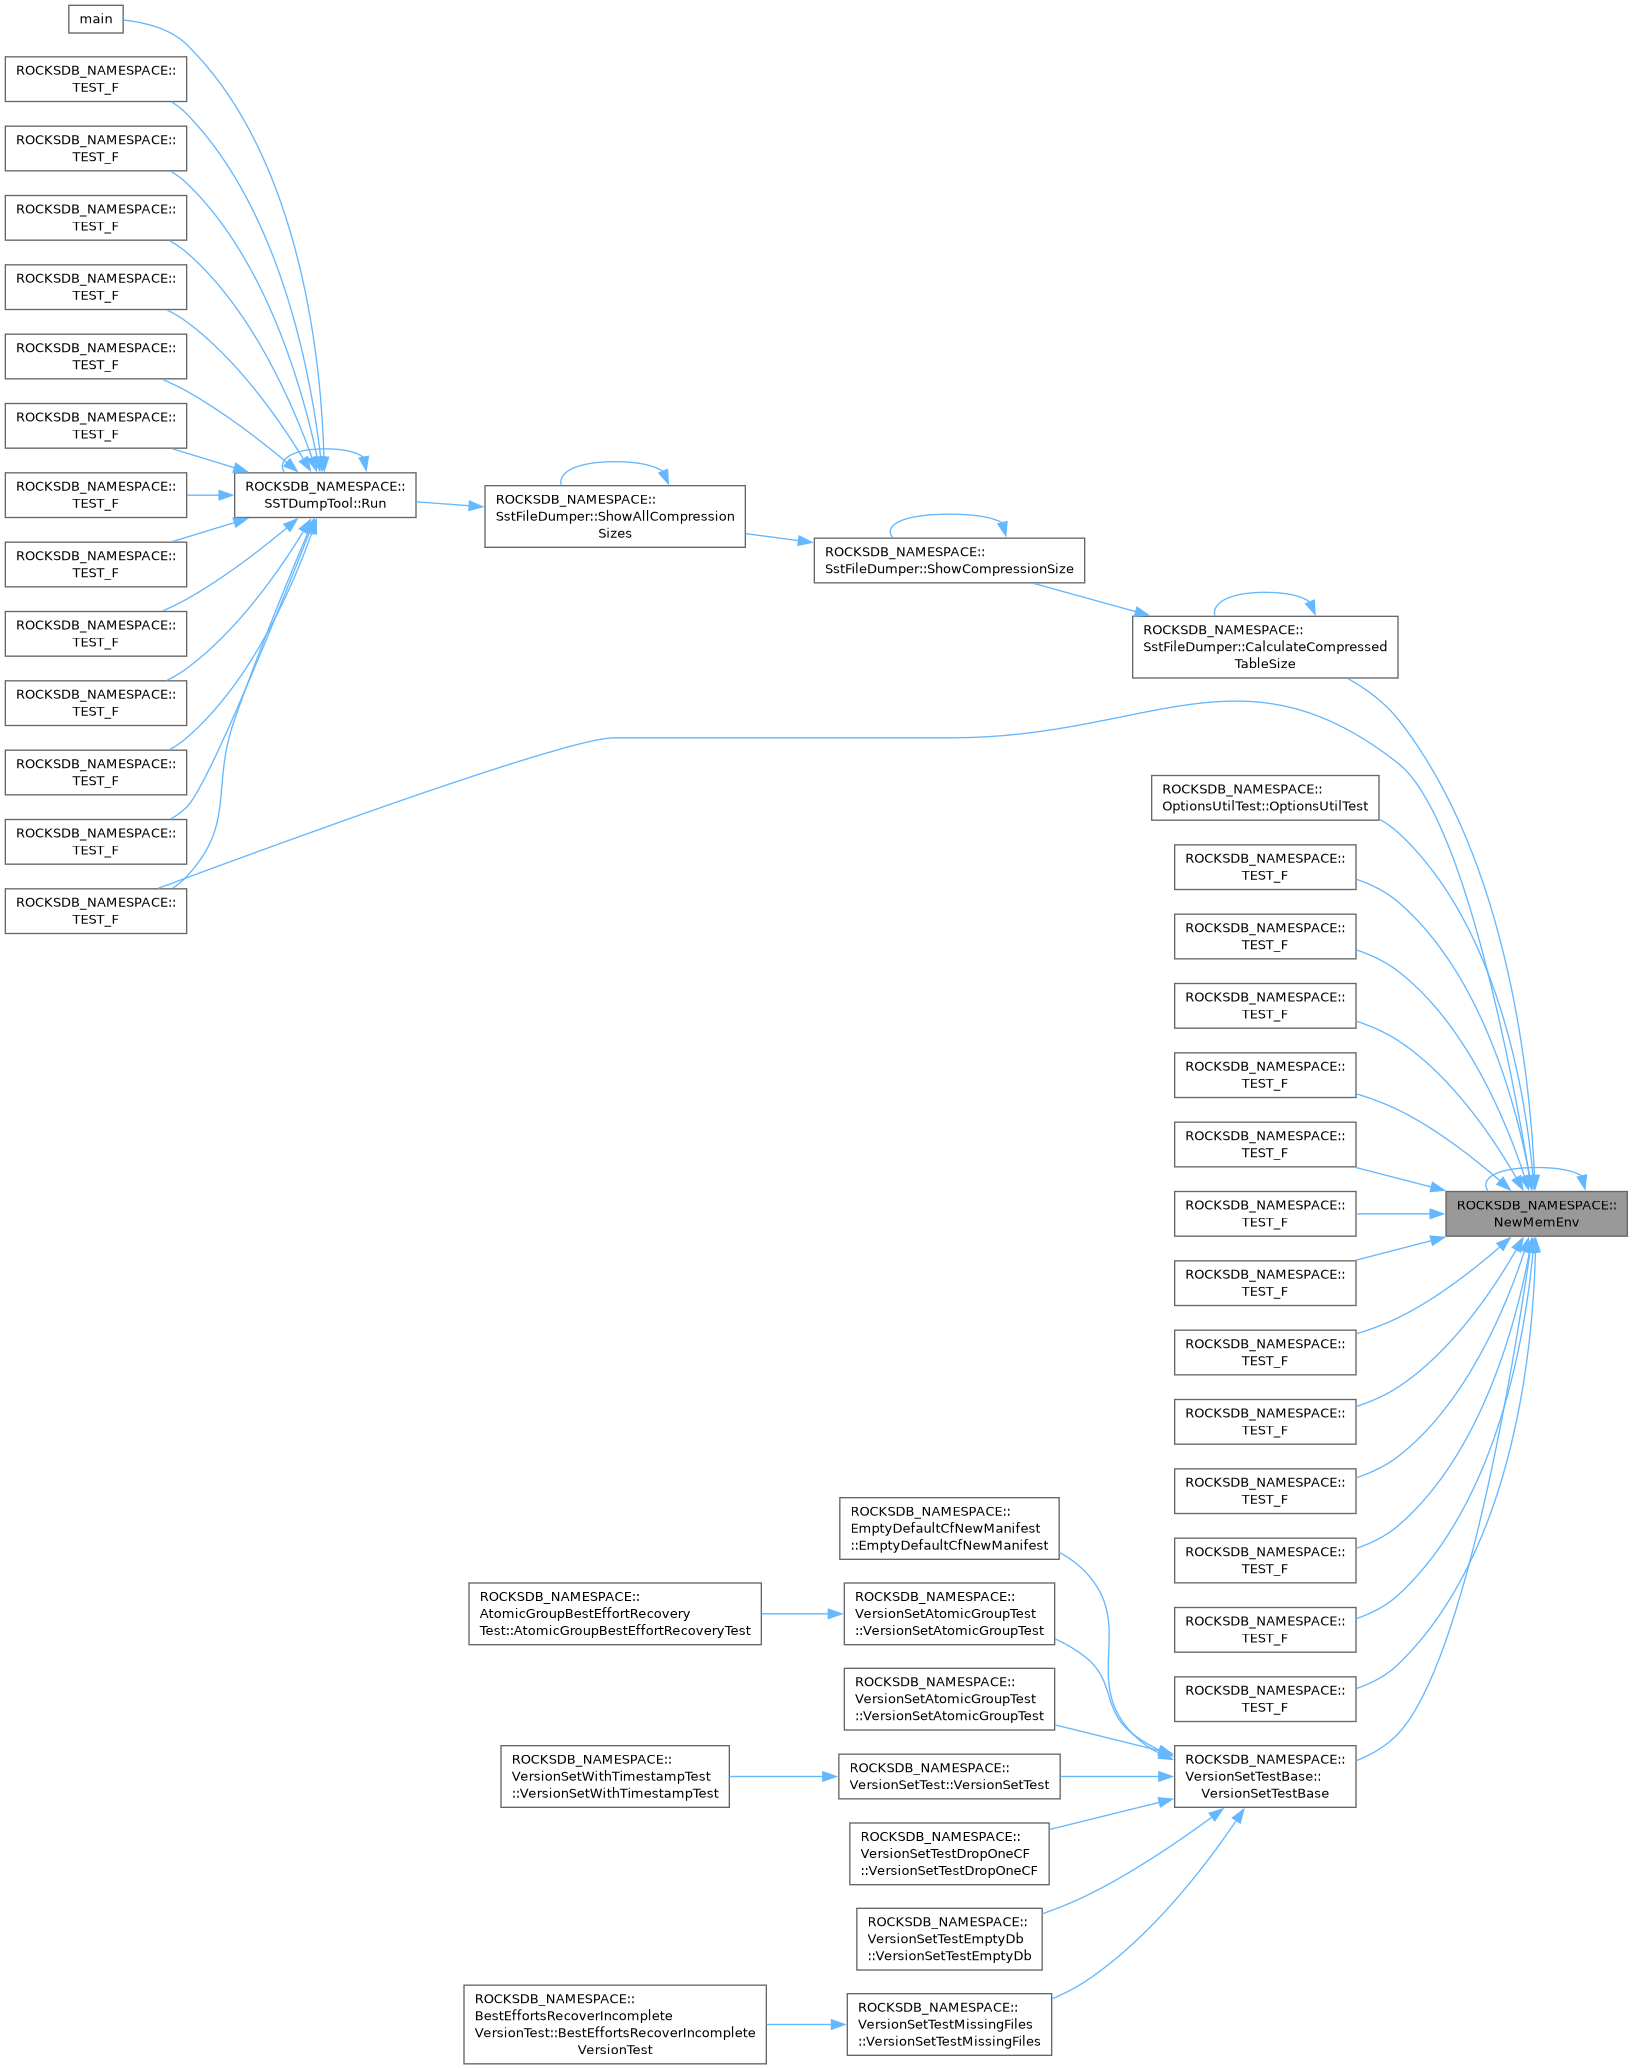 main
ROCKSDB_NAMESPACE::
TEST_F
ROCKSDB_NAMESPACE::
TEST_F
ROCKSDB_NAMESPACE::
TEST_F
ROCKSDB_NAMESPACE::
TEST_F
ROCKSDB_NAMESPACE::
TEST_F
ROCKSDB_NAMESPACE::
TEST_F
ROCKSDB_NAMESPACE::
TEST_F
ROCKSDB_NAMESPACE::
TEST_F
ROCKSDB_NAMESPACE::
TEST_F
ROCKSDB_NAMESPACE::
TEST_F
ROCKSDB_NAMESPACE::
TEST_F
ROCKSDB_NAMESPACE::
TEST_F
ROCKSDB_NAMESPACE::
TEST_F
ROCKSDB_NAMESPACE::
SSTDumpTool::Run
ROCKSDB_NAMESPACE::
SstFileDumper::ShowAllCompression
Sizes
ROCKSDB_NAMESPACE::
SstFileDumper::ShowCompressionSize
ROCKSDB_NAMESPACE::
SstFileDumper::CalculateCompressed
TableSize
ROCKSDB_NAMESPACE::
OptionsUtilTest::OptionsUtilTest
ROCKSDB_NAMESPACE::
TEST_F
ROCKSDB_NAMESPACE::
TEST_F
ROCKSDB_NAMESPACE::
TEST_F
ROCKSDB_NAMESPACE::
TEST_F
ROCKSDB_NAMESPACE::
TEST_F
ROCKSDB_NAMESPACE::
TEST_F
ROCKSDB_NAMESPACE::
TEST_F
ROCKSDB_NAMESPACE::
TEST_F
ROCKSDB_NAMESPACE::
TEST_F
ROCKSDB_NAMESPACE::
TEST_F
ROCKSDB_NAMESPACE::
TEST_F
ROCKSDB_NAMESPACE::
TEST_F
ROCKSDB_NAMESPACE::
TEST_F
ROCKSDB_NAMESPACE::
NewMemEnv
ROCKSDB_NAMESPACE::
VersionSetTestBase::
VersionSetTestBase
ROCKSDB_NAMESPACE::
EmptyDefaultCfNewManifest
::EmptyDefaultCfNewManifest
ROCKSDB_NAMESPACE::
VersionSetAtomicGroupTest
::VersionSetAtomicGroupTest
ROCKSDB_NAMESPACE::
AtomicGroupBestEffortRecovery
Test::AtomicGroupBestEffortRecoveryTest
ROCKSDB_NAMESPACE::
VersionSetAtomicGroupTest
::VersionSetAtomicGroupTest
ROCKSDB_NAMESPACE::
VersionSetTest::VersionSetTest
ROCKSDB_NAMESPACE::
VersionSetWithTimestampTest
::VersionSetWithTimestampTest
ROCKSDB_NAMESPACE::
VersionSetTestDropOneCF
::VersionSetTestDropOneCF
ROCKSDB_NAMESPACE::
VersionSetTestEmptyDb
::VersionSetTestEmptyDb
ROCKSDB_NAMESPACE::
VersionSetTestMissingFiles
::VersionSetTestMissingFiles
ROCKSDB_NAMESPACE::
BestEffortsRecoverIncomplete
VersionTest::BestEffortsRecoverIncomplete
VersionTest